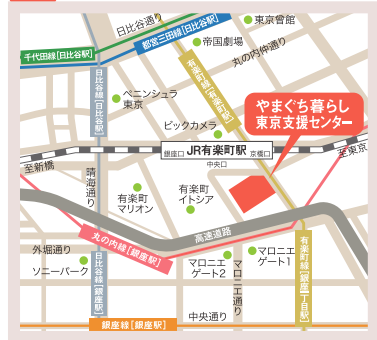 日比谷通り
東京會舘
都営三田線[日比谷駅]
帝国劇場
千代田線[日比谷駅]
丸の内仲通り
日比谷線[日比谷駅]
有楽町線[有楽町駅]
ペニンシュラ
東京
やまぐち暮らし
東京支援センター
ビックカメラ
銀座口 JR有楽町駅 京橋口
中央口
至新橋
至東京
晴海通り
有楽町
マリオン
有楽町
イトシア
高速道路
丸の内線[銀座駅]
外堀通り
ソニーパーク
日比谷線[銀座駅]
マロニエ
ゲート2
マロニエ通り
マロニエ
ゲート1
有楽町線[銀座一丁目駅]
中央通り
銀座線[銀座駅]